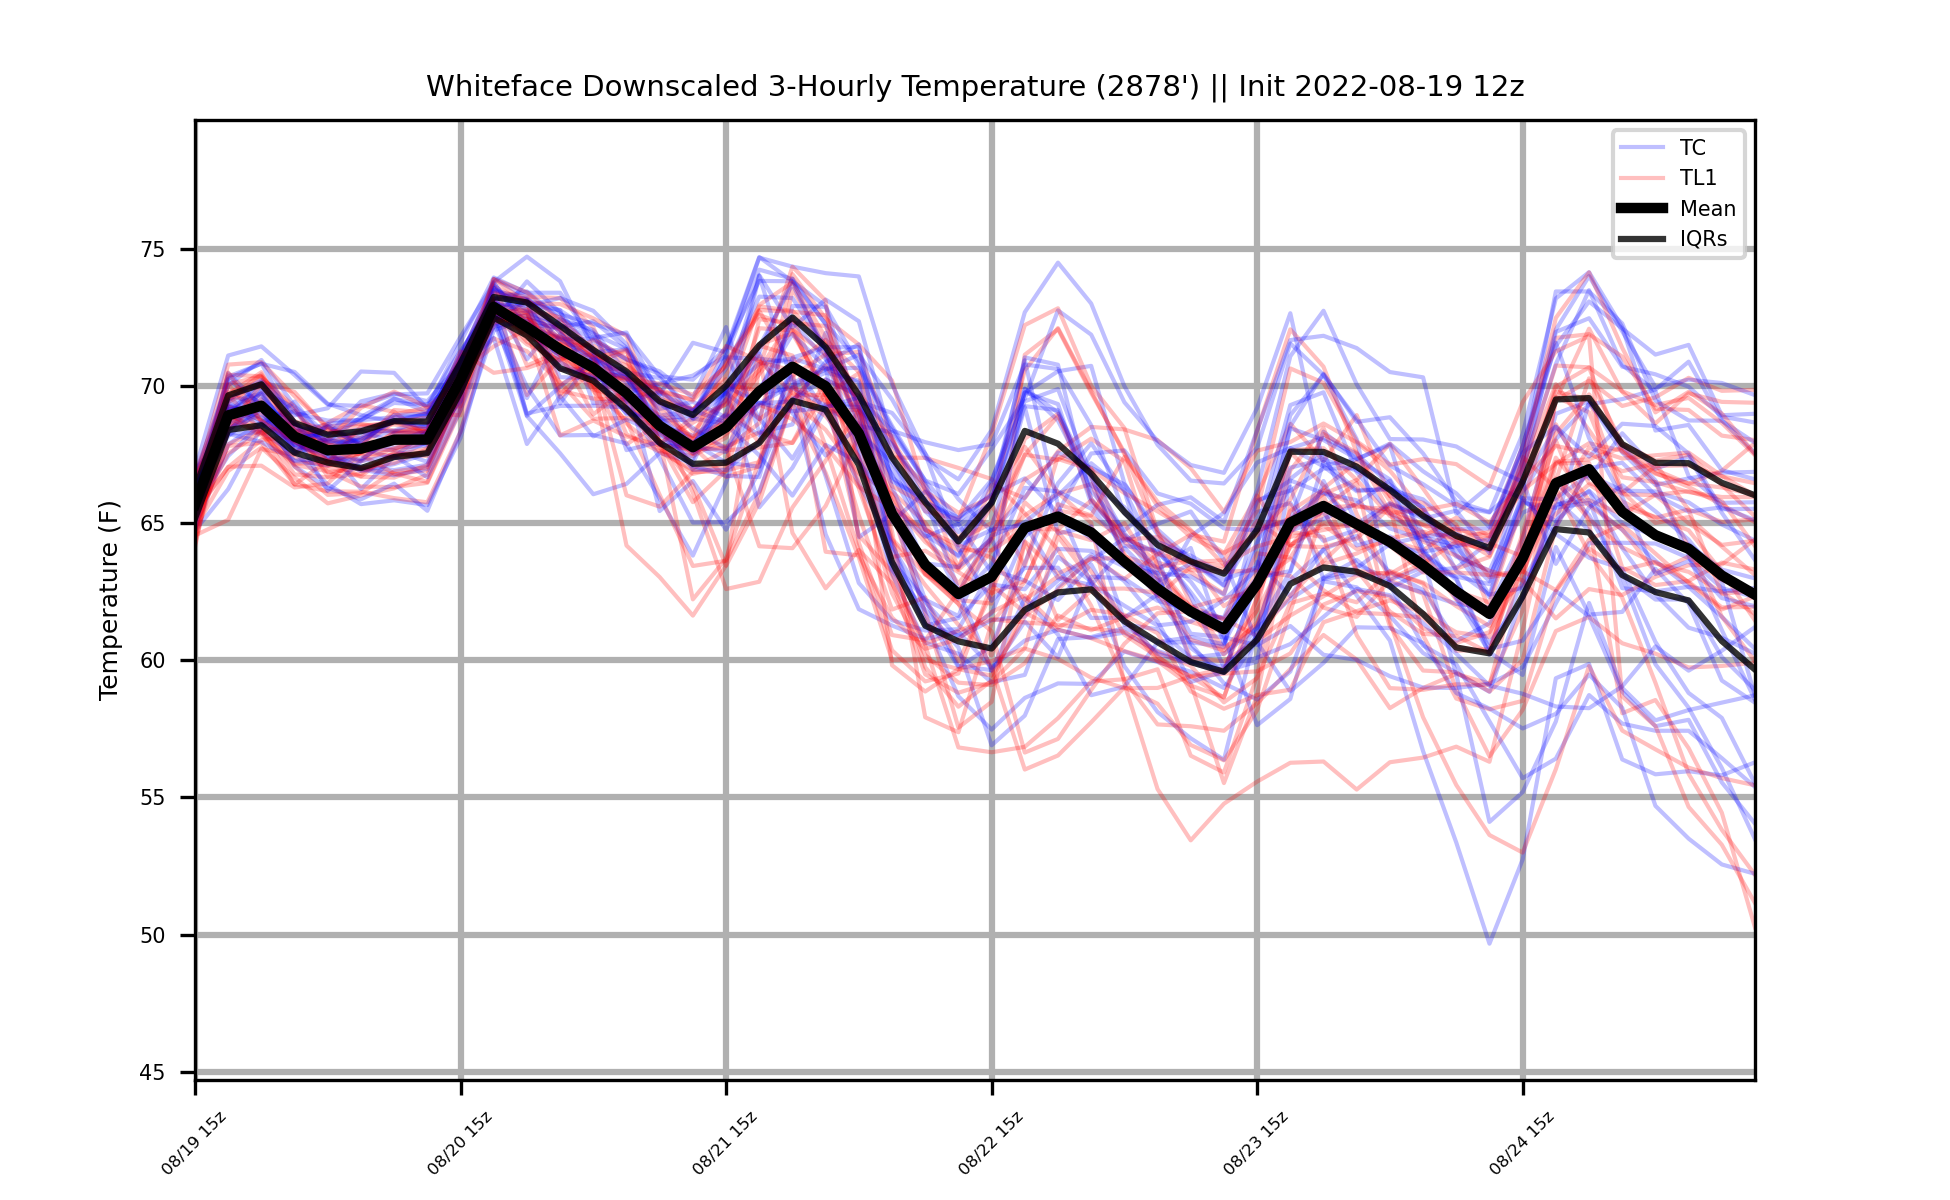 Whiteface Downscaled 3-Hourly Temperature (2878') || Init 2022-08-19 12z
TC
TL1
Mean
IQRs
Temperature (F)
75
70
65
60
55
50
45
08/19 15z
08/20 15z
08/21 15z
08/22 15z
08/23 15z
08/24 15z